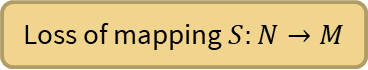 Loss of mapping 𝑆: 𝑁 → 𝑀